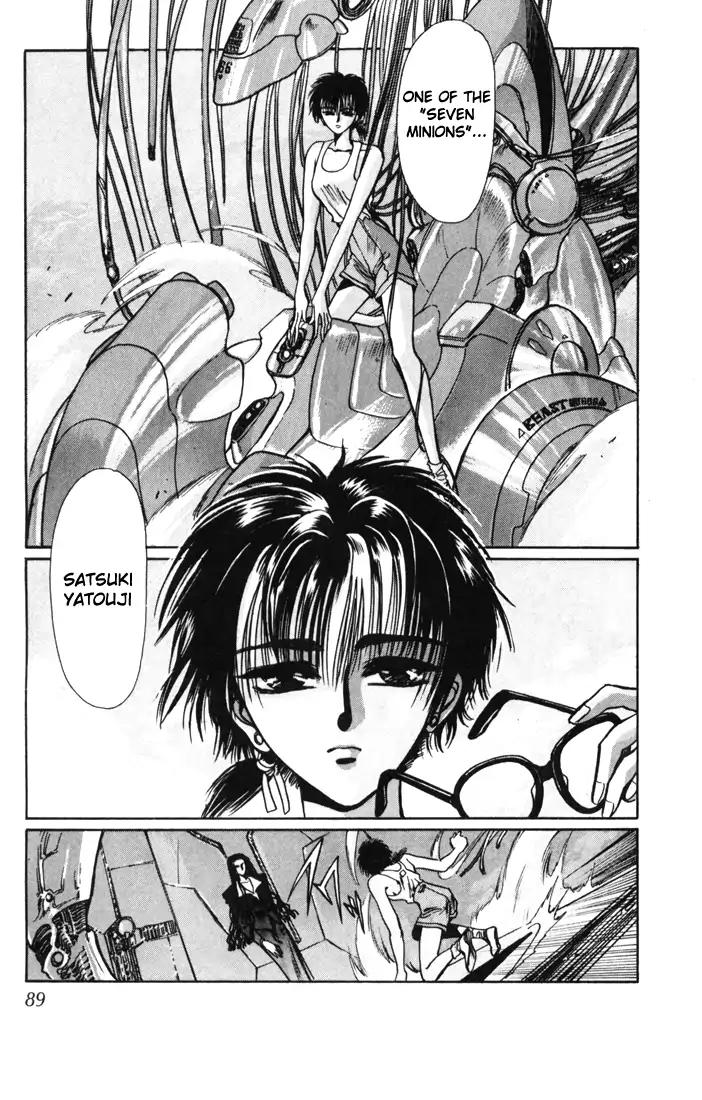 ONE OF THE
"SEVEN
MINIONS"...
SATSUKI
YATOUJI
89